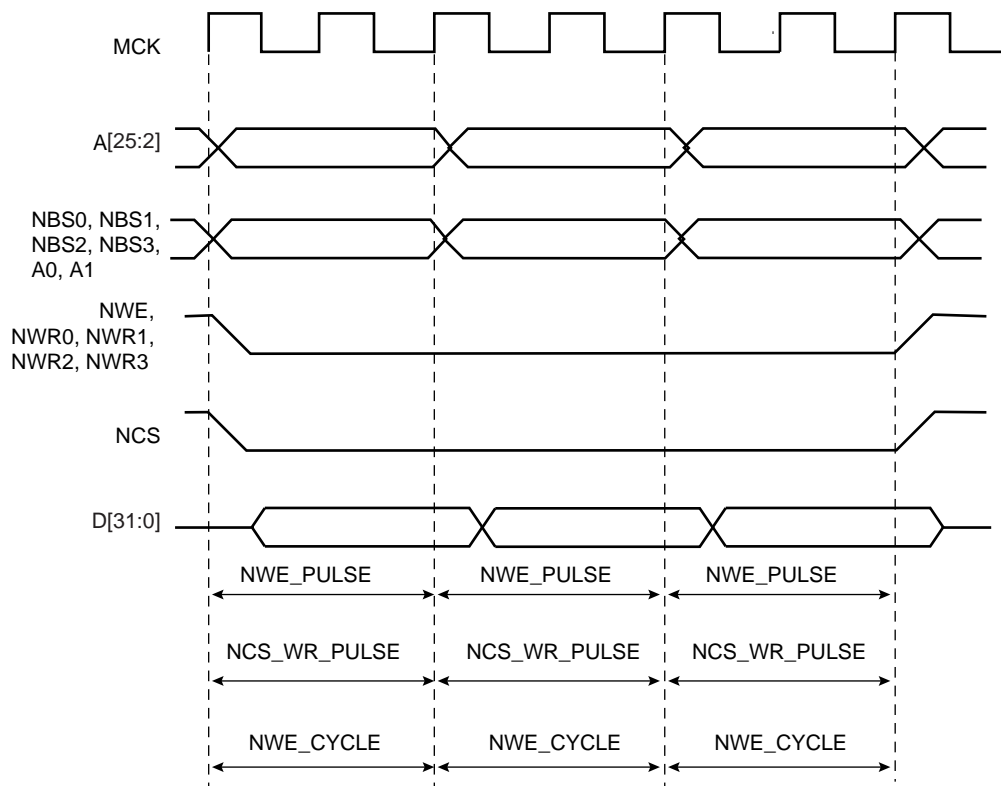 MCK
A[25:2]
NBS0, NBS1,
NBS2, NBS3,
A0, A1
NWE,
NWR0, NWR1,
NWR2, NWR3
NCS
D[31:0]
NWE_PULSE NWE_PULSE NWE_PULSE
NCS_WR_PULSE NCS_WR_PULSE NCS_WR_PULSE
NWE_CYCLE NWE_CYCLE NWE_CYCLE